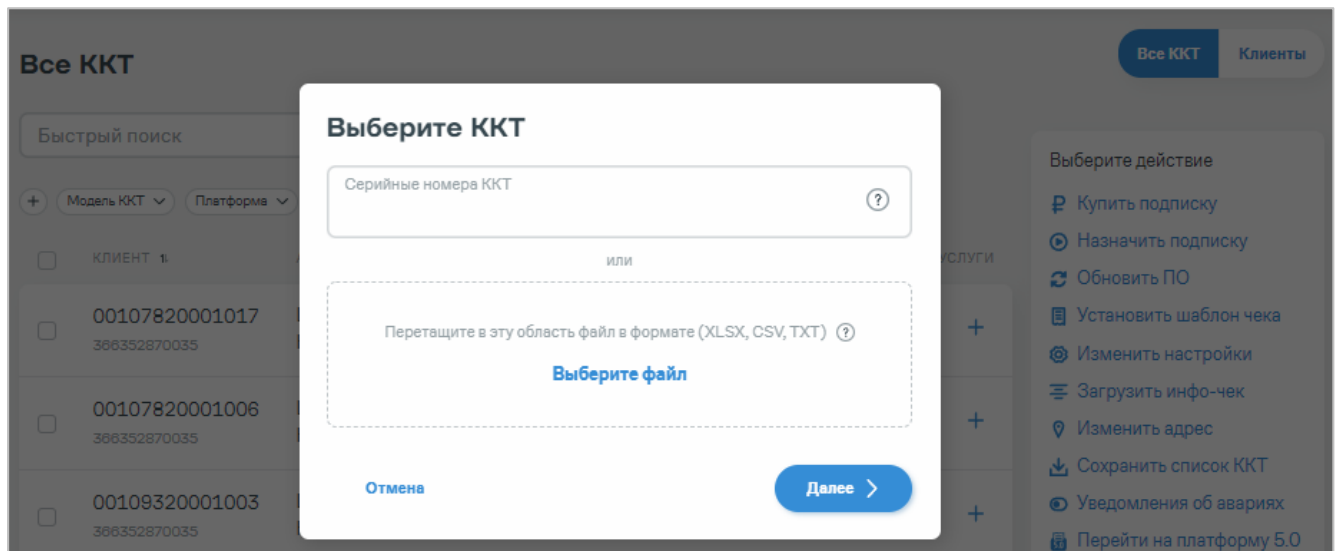 Все ККТ
Все ККТ
Клиенты
Быстрый поиск
+ Модель ККТ
Платформа
КЛИЕНТ
УСЛУГИ
00107820001017
366352870035
+
00107820001006
366352870035
+
00109320001003
366352870035
+
Выберите ККТ
Серийные номера ККТ
?
или
Перетащите в эту область файл в формате (XLSX, CSV, TXT) ?
Выберите файл
Отмена
Далее
Выберите действие
Купить подписку
Назначить подписку
Обновить ПО
Установить шаблон чека
Изменить настройки
Загрузить инфо-чек
Изменить адрес
Сохранить список ККТ
Уведомления об авариях
Перейти на платформу 5.0